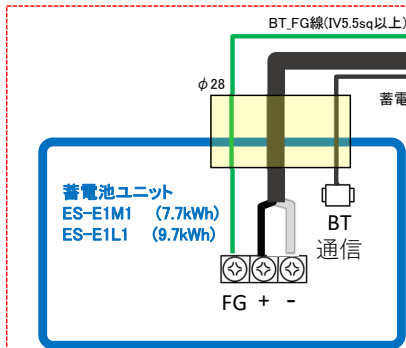 BT_FG線(IV5.5sq以上)
φ28
蓄電
蓄電池ユニット
ES-E1M1 (7.7kWh)
ES-E1L1 (9.7kWh)
BT
通信
FG + -